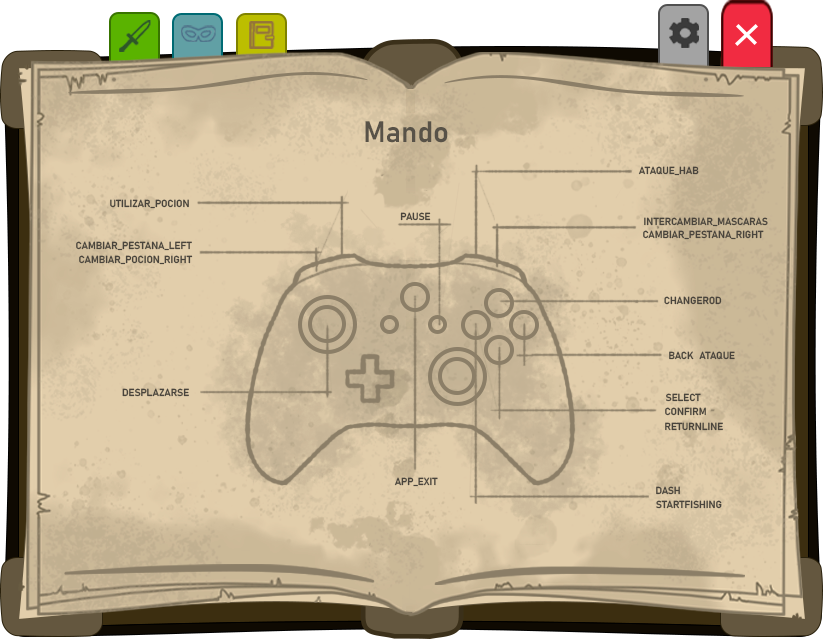 Mando
ATAQUE_HAB
UTILIZAR_POCION
PAUSE
INTERCAMBIAR_MASCARAS
CAMBIAR_PESTANA_RIGHT
CAMBIAR_PESTANA_LEFT
CAMBIAR_POCION_RIGHT
CHANGEROD
BACK ATAQUE
DESPLAZARSE
SELECT
CONFIRM
RETURNLINE
APP_EXIT
DASH
STARTFISHING